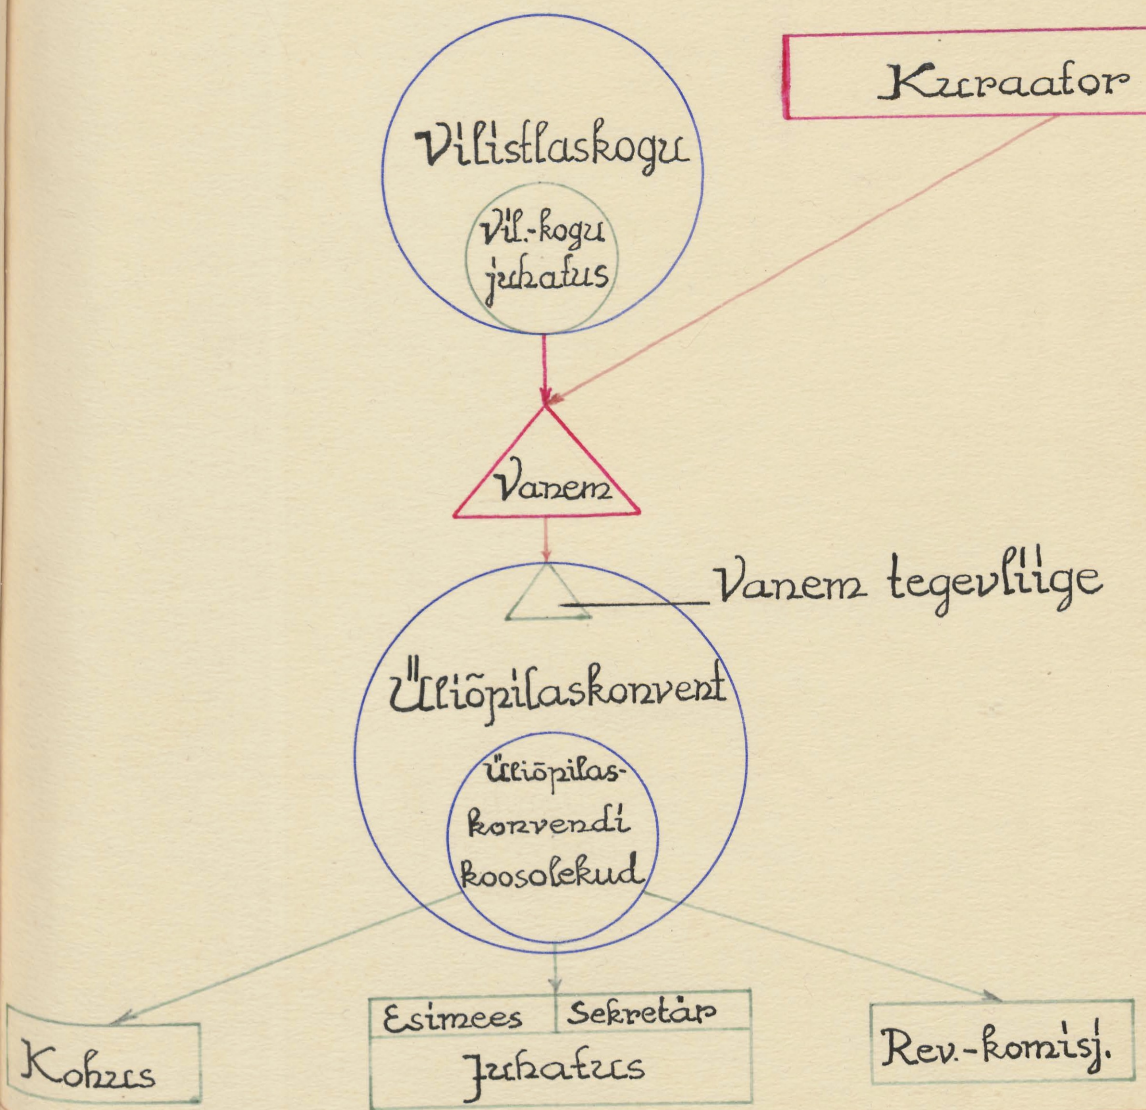 Kuraator
Vilistlaskogu
Vil.-kogu
juhatus
Vanem
Vanem tegevliige
Üliõpilaskonvent
Üliõpilas-
konvendi
koosolekud
Kohus
Esimees Sekretär
Juhatus
Rev.-komisj.